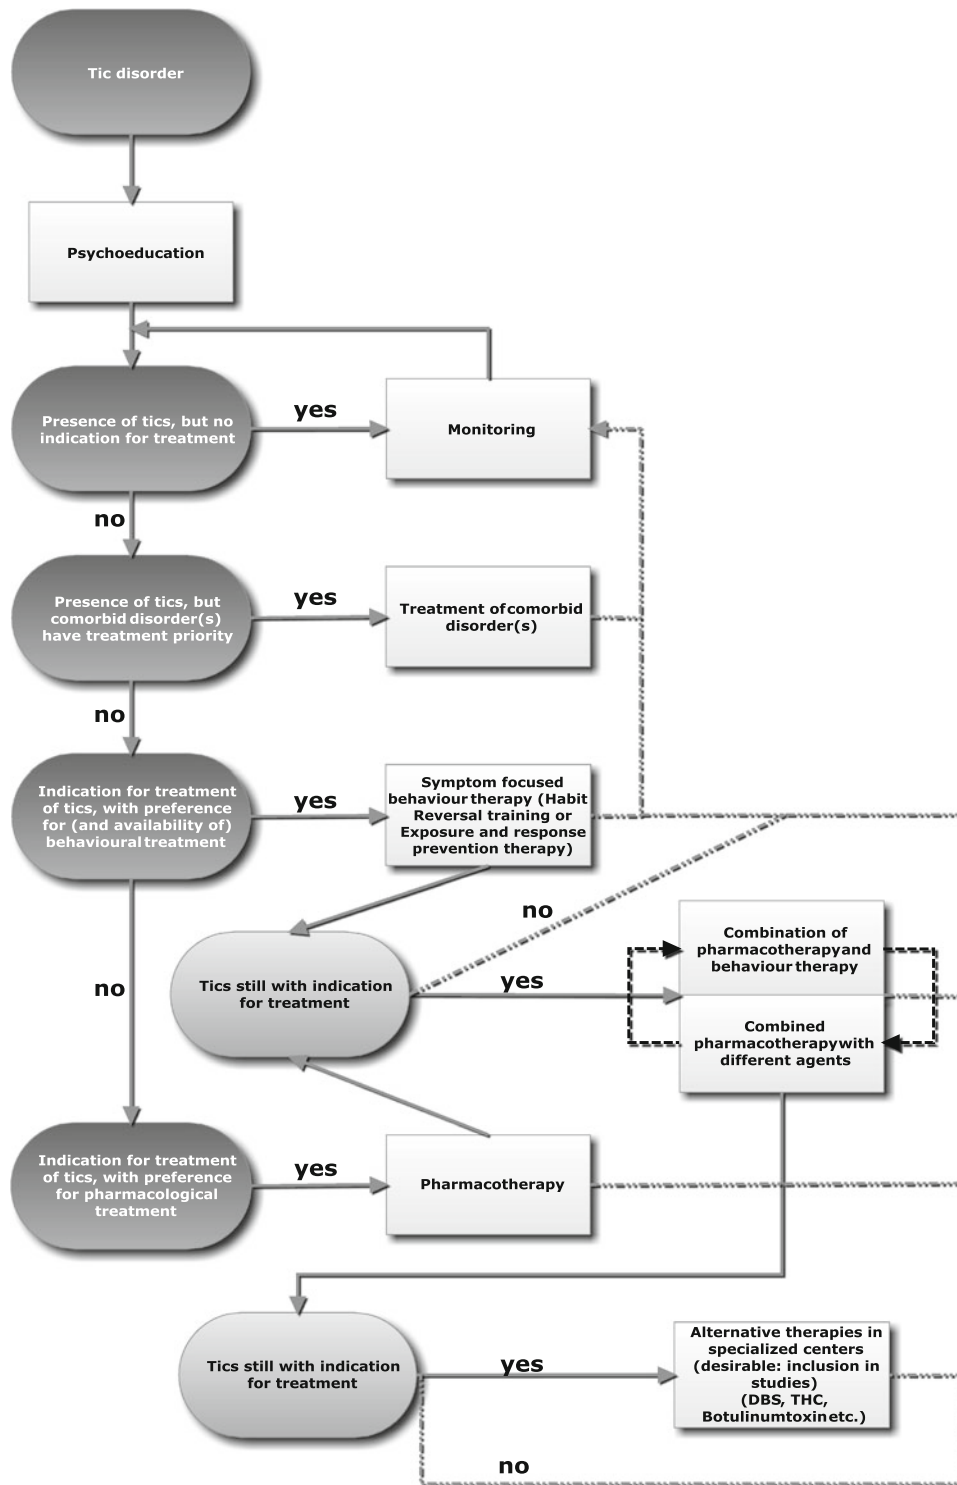 Tic disorder
Psychoeducation
Presence of tics, but no
indication for treatment
yes
Monitoring
no
Presence of tics, but
comorbid disorder(s)
have treatment priority
yes
Treatment of comorbid
disorder(s)
no
Indication for treatment
of tics, with preference
for (and availability of)
behavioural treatment
yes
Symptom focused
behaviour therapy (Habit
Reversal training or
Exposure and response
prevention therapy)
no
no
Tics still with indication
for treatment
yes
Combination of
pharmacotherapy and
behaviour therapy
Combined
pharmacotherapy with
different agents
Indication for treatment
of tics, with preference
for pharmacological
treatment
yes
Pharmacotherapy
Tics still with indication
for treatment
yes
Alternative therapies in
specialized centers
(desirable: inclusion in
studies)
(DBS, THC,
Botulinumtoxin etc.)
no